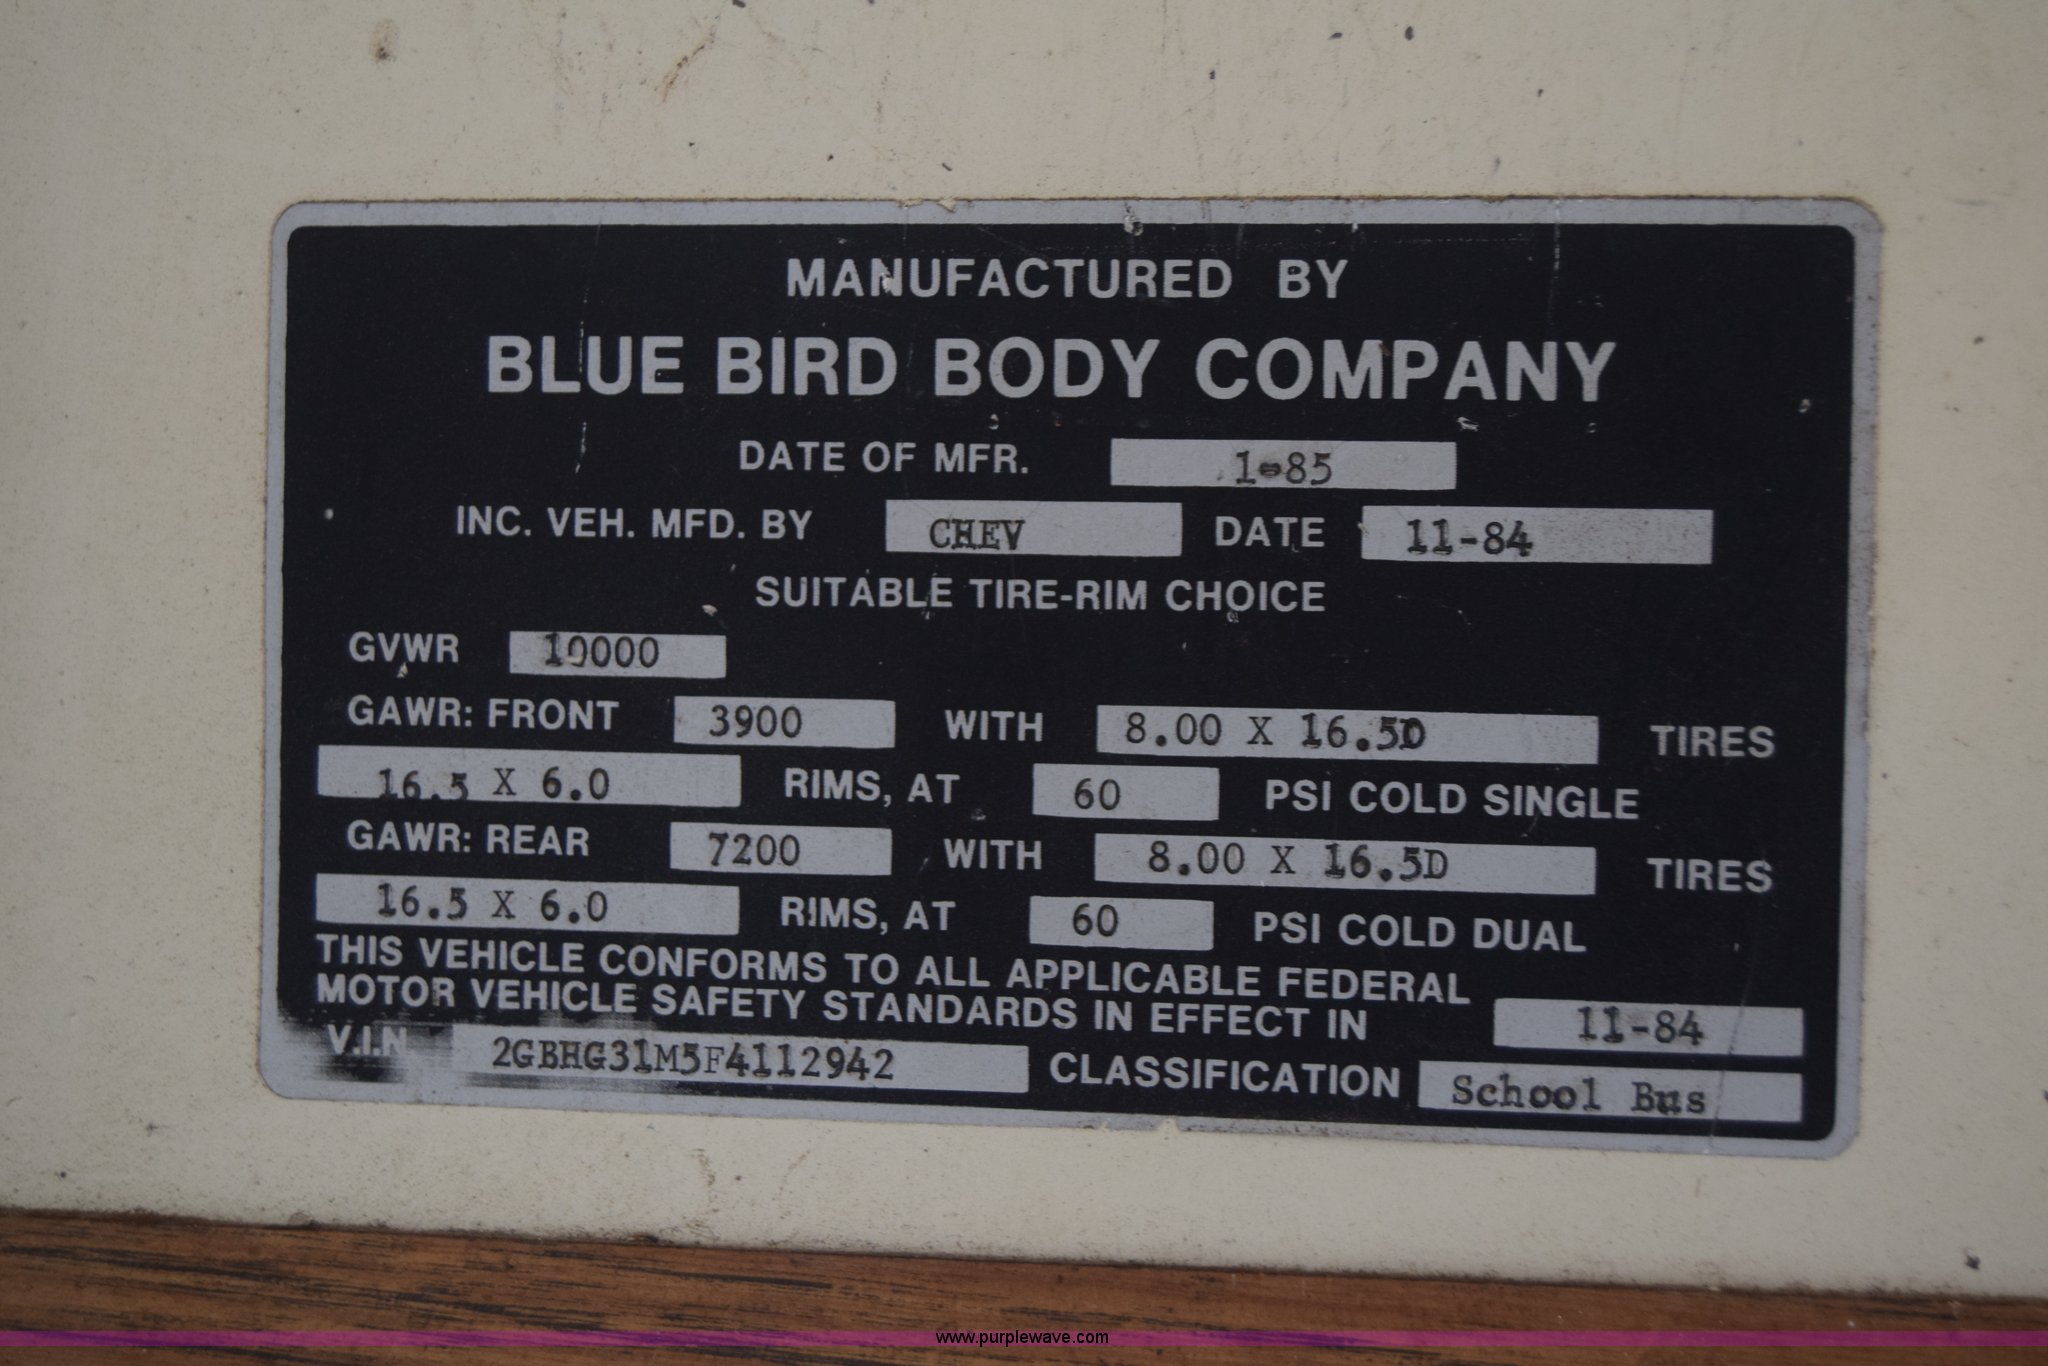 MANUFACTURED BY
BLUE BIRD BODY COMPANY
DATE OF MFR. 1-85
INC. VEH. MFD. BY CHEV DATE 11-84
SUITABLE TIRE-RIM CHOICE
GVWR 10000
GAWR: FRONT 3900 WITH 8.00 X 16.5D TIRES
16.5 X 6.0 RIMS, AT 60 PSI COLD SINGLE
GAWR: REAR 7200 WITH 8.00 X 16.5D TIRES
16.5 X 6.0 RIMS, AT 60 PSI COLD DUAL
THIS VEHICLE CONFORMS TO ALL APPLICABLE FEDERAL
MOTOR VEHICLE SAFETY STANDARDS IN EFFECT IN 11-84
V.I.N 2GBHG31M5F4112942 CLASSIFICATION School Bus
www.purplewave.com